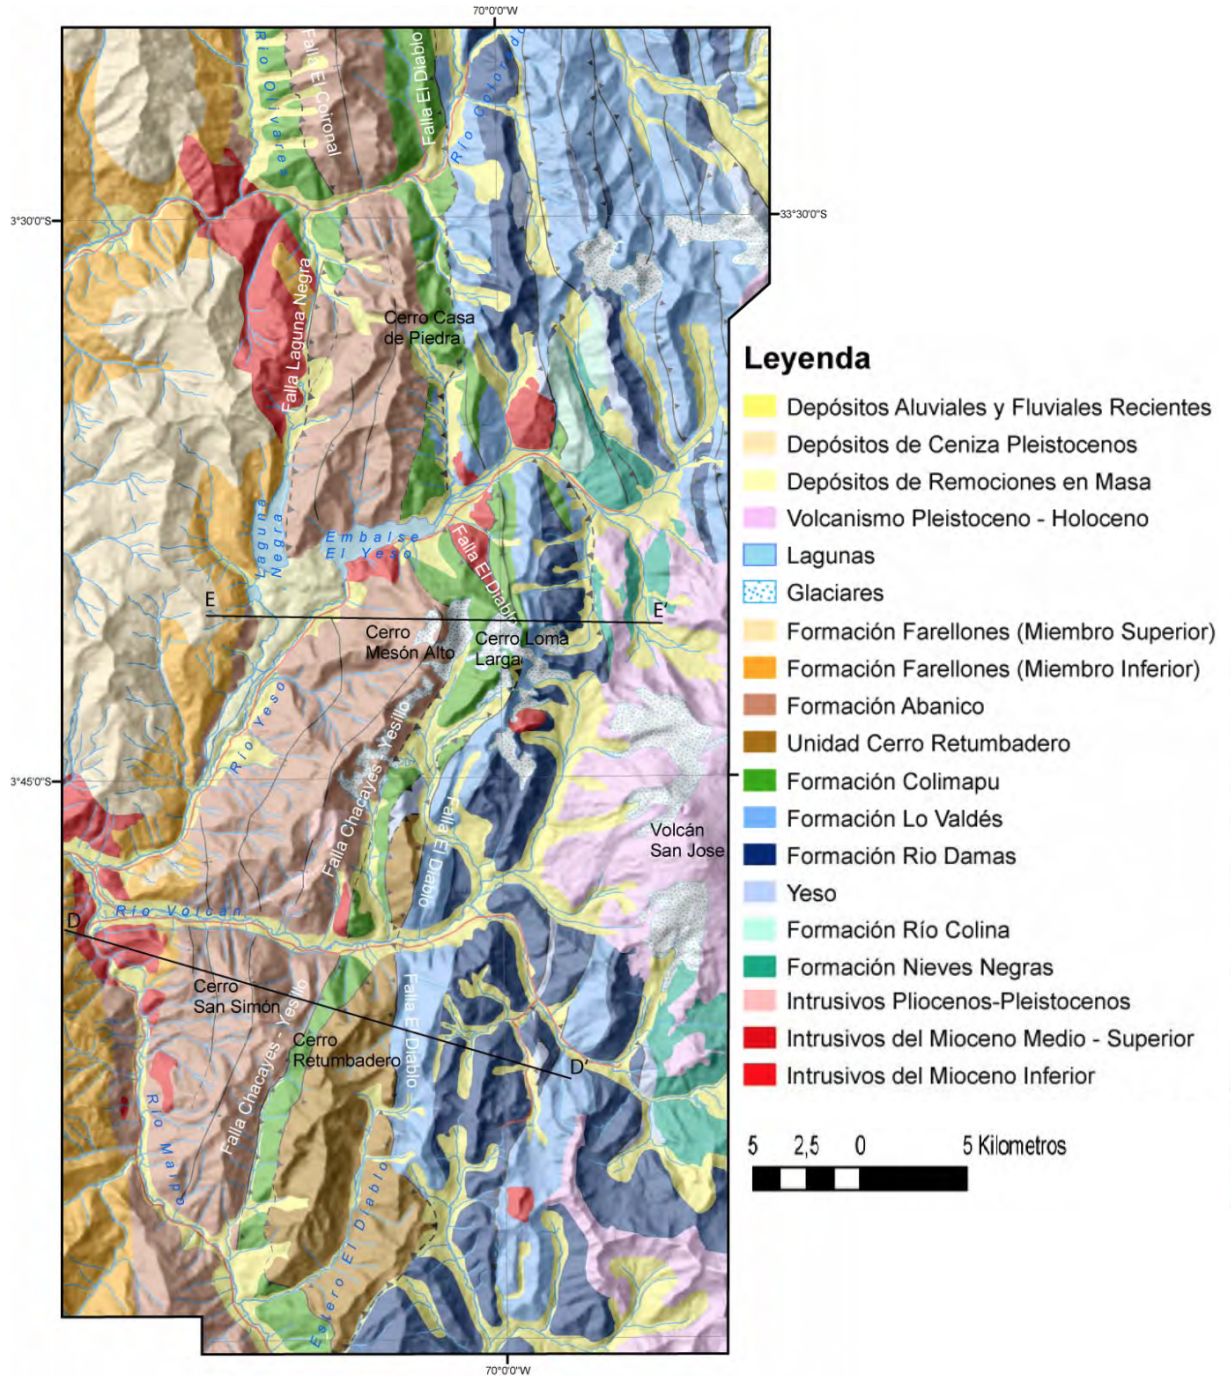 70°0'0"W
Río Olivares
Falla El Coironal
Falla El Diablo
Río Colorado
3°30'0"S
33°30'0"S
Falla Laguna Negra
Cerro Casa
de Piedra
Laguna
Negra
Embalse
El Yeso
Falla El Diablo
E
E'
Cerro
Mesón Alto
Cerro Loma
Larga
Río Yeso
3°45'0"S
Falla Chacayes - Yesillo
Falla El Diablo
Volcán
San Jose
Río Volcán
D
Cerro
San Simón
Falla Chacayes - Yesillo
Cerro
Retumbadero
Falla El Diablo
D'
Río Maipo
Estero El Diablo
70°0'0"W
Leyenda
Depósitos Aluviales y Fluviales Recientes
Depósitos de Ceniza Pleistocenos
Depósitos de Remociones en Masa
Volcanismo Pleistoceno - Holoceno
Lagunas
Glaciares
Formación Farellones (Miembro Superior)
Formación Farellones (Miembro Inferior)
Formación Abanico
Unidad Cerro Retumbadero
Formación Colimapu
Formación Lo Valdés
Formación Rio Damas
Yeso
Formación Río Colina
Formación Nieves Negras
Intrusivos Pliocenos-Pleistocenos
Intrusivos del Mioceno Medio - Superior
Intrusivos del Mioceno Inferior
5 2,5 0 5 Kilometros